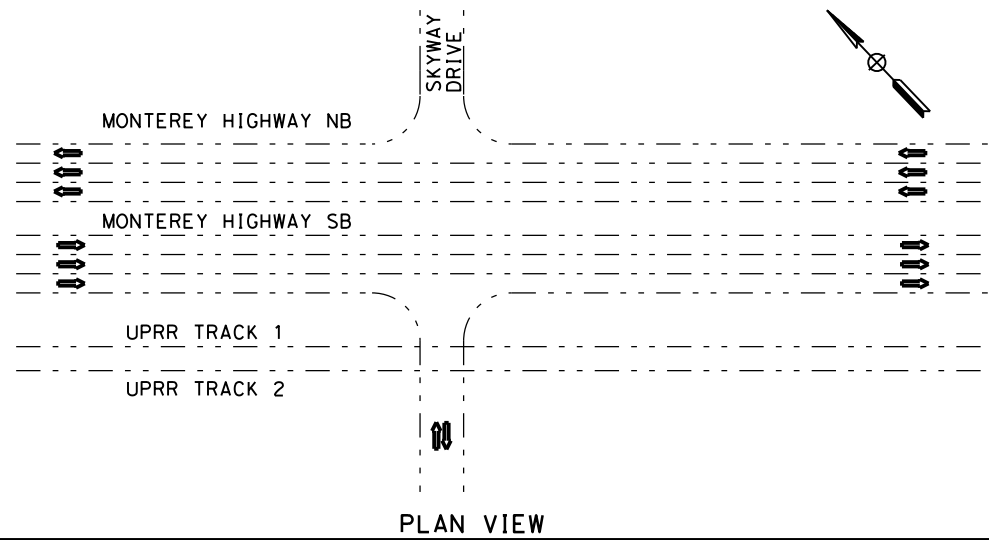 SKYWAY
DRIVE
MONTEREY HIGHWAY NB
MONTEREY HIGHWAY SB
UPRR TRACK 1
UPRR TRACK 2
PLAN VIEW